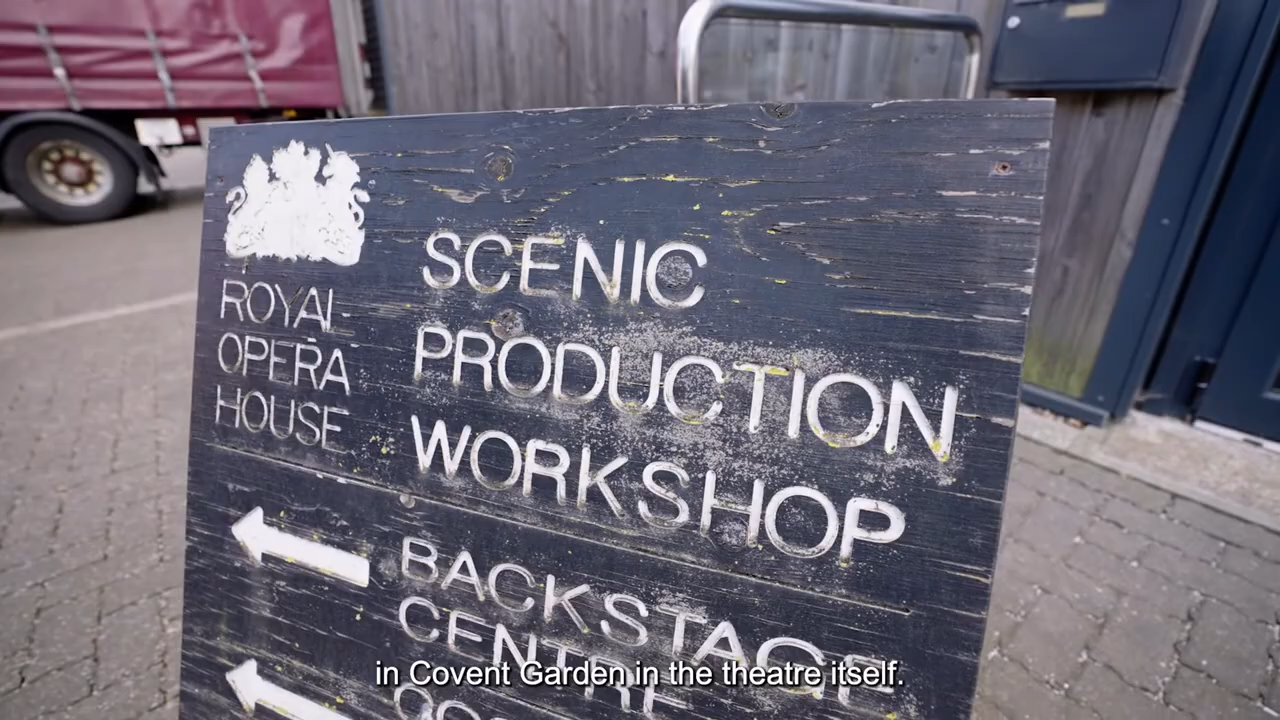 ROYAL
OPERA
HOUSE
SCENIC
PRODUCTION
WORKSHOP
BACKSTAGE
CENTRE
in Covent Garden in the theatre itself.